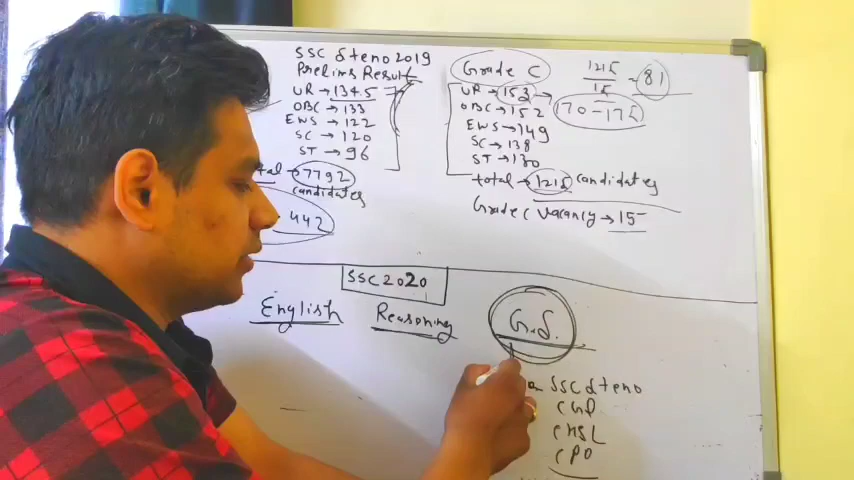 SSC Steno 2019
Prelims Result
UR → 134.5
OBC → 133
EWS → 122
SC → 120
ST → 96
total → 7792
candidates
442
Grade C
UR → 153 →
OBC → 152
EWS → 149
SC → 138
ST → 130
total → 1215 candidates
Grade C vacancy → 15
1215
15
= 81
170-175
SSC 2020
English
Reasoning
G.S.
SSC Steno
CGL
CHSL
CPO